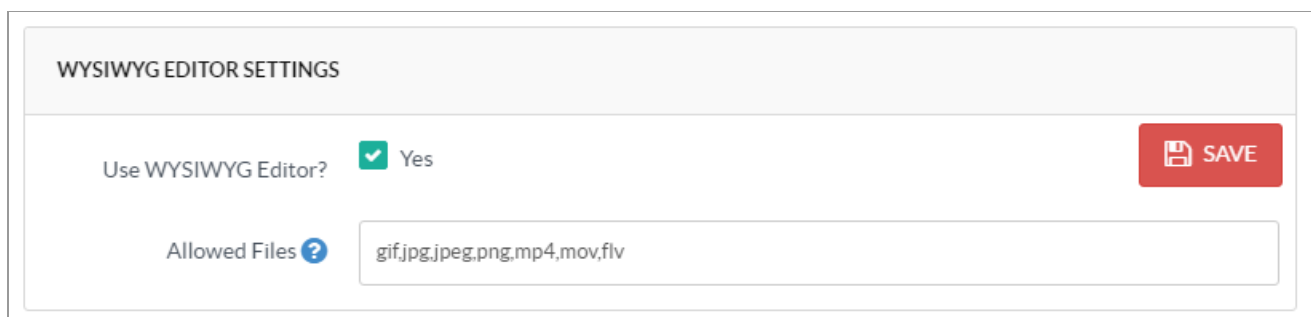 WYSIWYG EDITOR SETTINGS
Use WYSIWYG Editor? Yes
SAVE
Allowed Files ? gif,jpg,jpeg,png,mp4,mov,flv